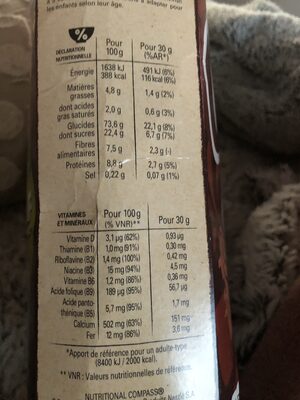 les enfants selon leur âge.
%
DÉCLARATION
NUTRITIONNELLE
Pour
100g
Pour 30 g
(%AR*)
Énergie 1638 kJ 491 kJ (6%)
388 kcal 116 kcal (6%)
Matières
grasses 4,8 g 1,4 g (2%)
dont acides
gras saturés 2,0 g 0,6 g (3%)
Glucides 73,6 g 22,1 g (8%)
dont sucres 22,4 g 6,7 g (7%)
Fibres
alimentaires 7,5 g 2,3 g (-)
Protéines 8,8 g 2,7 g (5%)
Sel 0,22 g 0,07 g (1%)
VITAMINES
ET MINÉRAUX
Pour 100g
(% VNR)**
Pour 30 g
Vitamine D 3,1 µg (62%) 0,93 µg
Thiamine (B1) 1,0 mg (91%) 0,30 mg
Riboflavine (B2) 1,4 mg (100%) 0,42 mg
Niacine (B3) 15 mg (94%) 4,5 mg
Vitamine B6 1,2 mg (86%) 0,36 mg
Acide folique (B9) 189 µg (95%) 56,7 µg
Acide panto-
thénique (B5) 5,7 mg (95%) 1,7 mg
Calcium 502 mg (63%) 151 mg
Fer 12 mg (86%) 3,6 mg
*Apport de référence pour un adulte-type
(8400 kJ / 2000 kcal).
** VNR : Valeurs nutritionnelles de référence.
NUTRITIONAL COMPASS®
Nestlé S.A